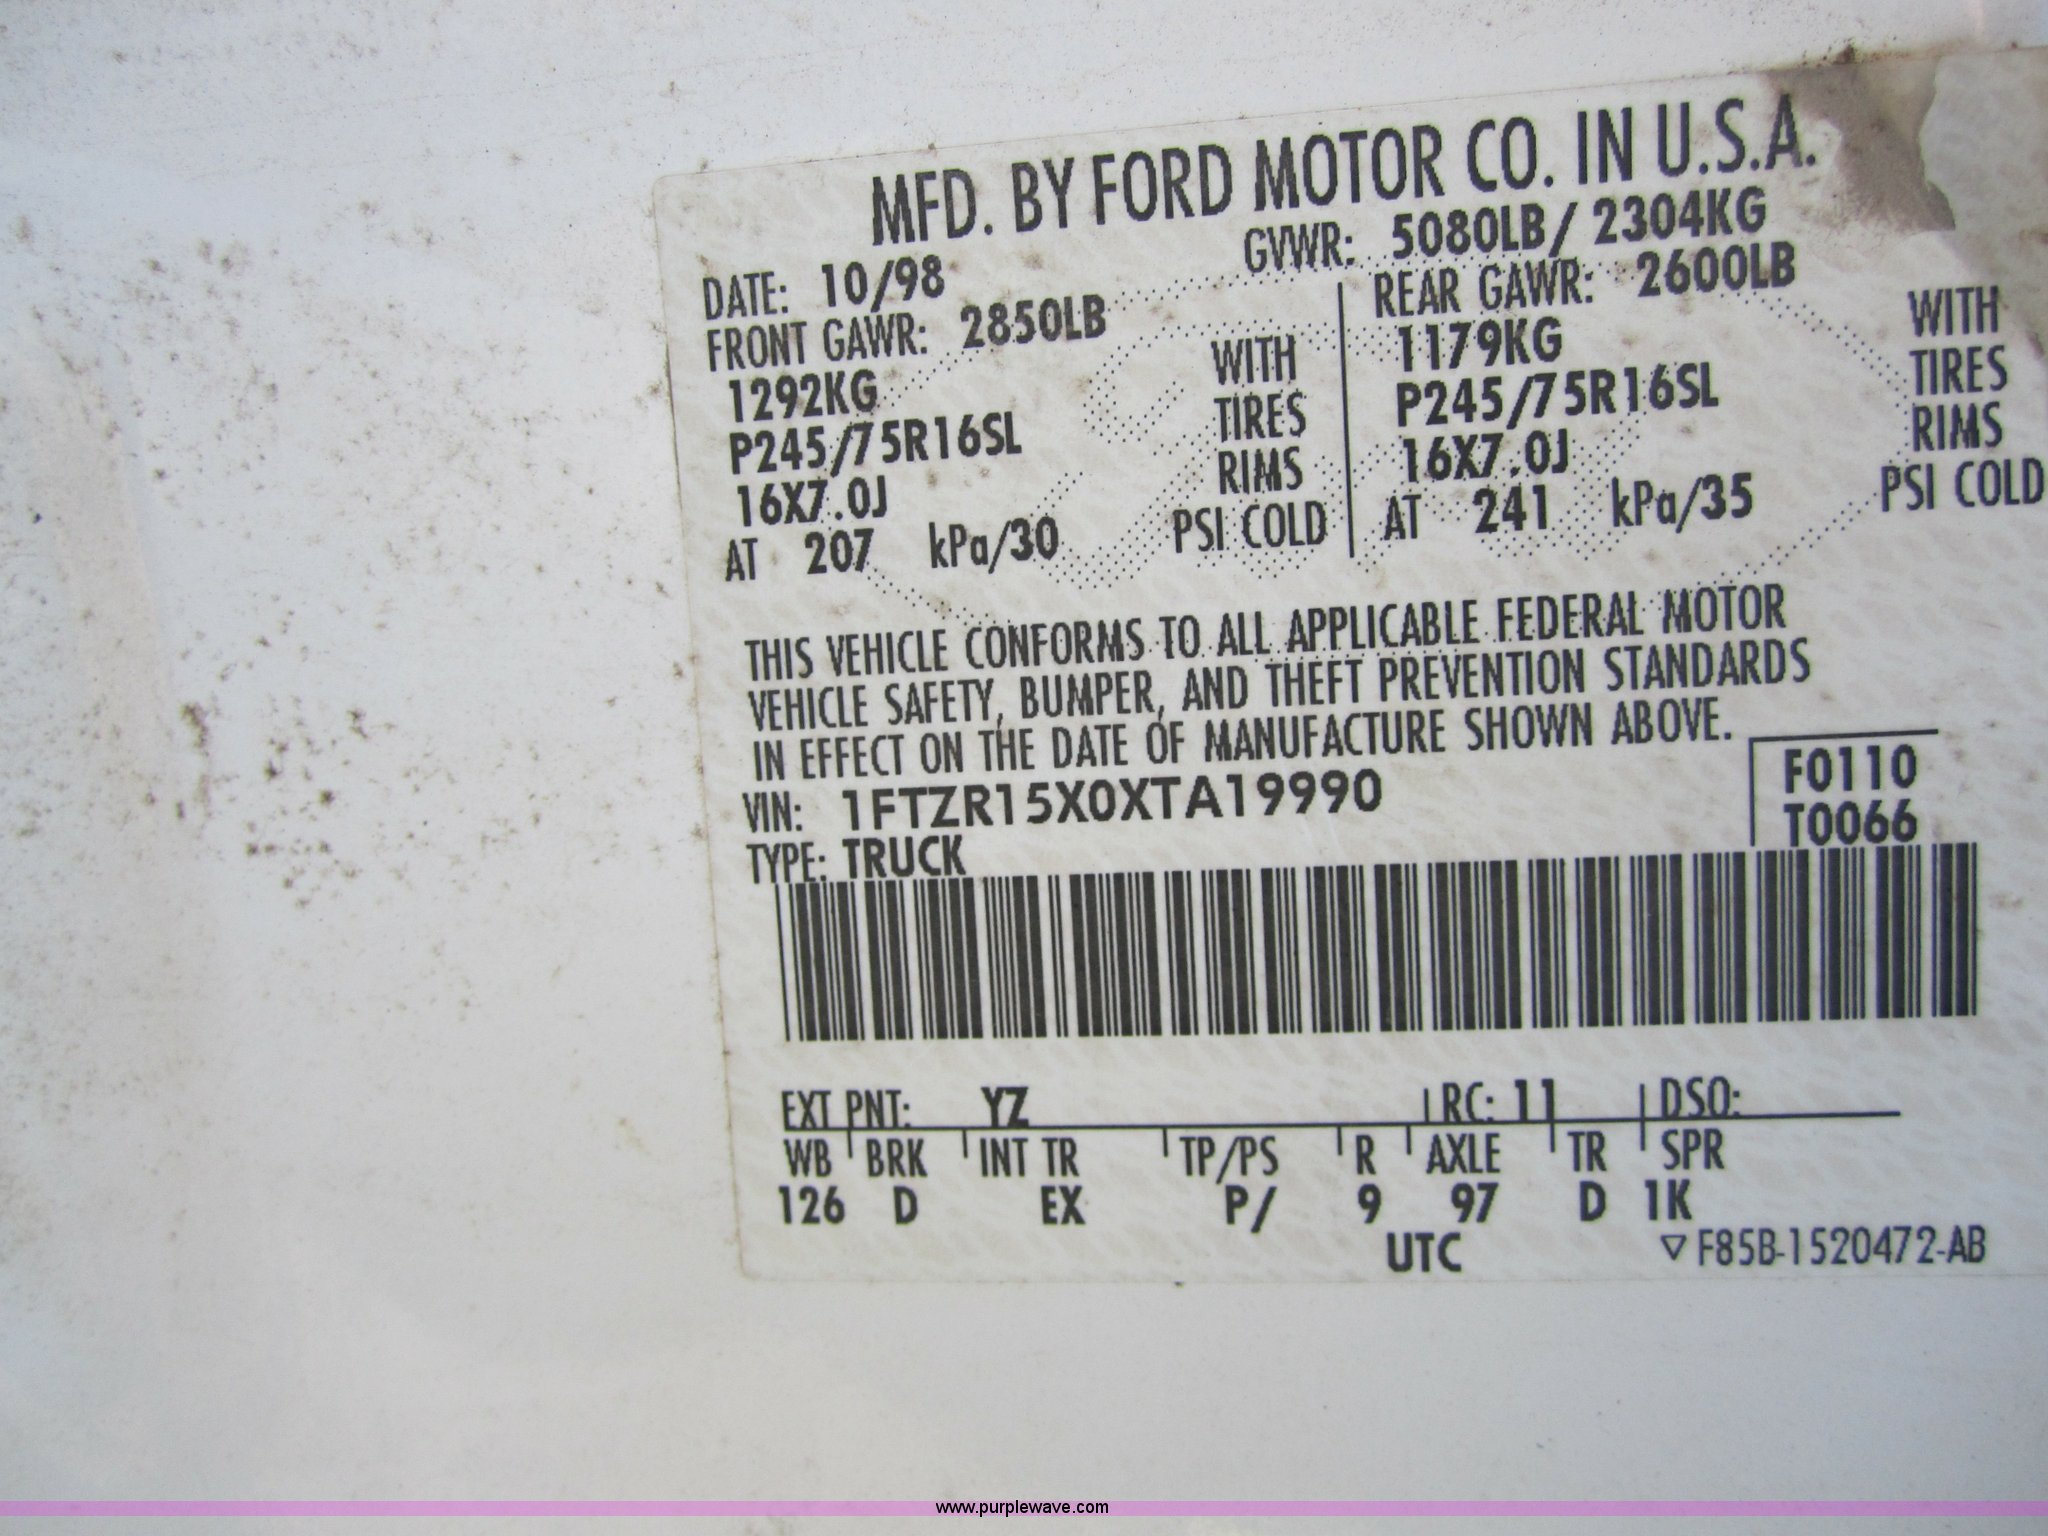 MFD. BY FORD MOTOR CO. IN U.S.A.
DATE: 10/98 GVWR: 5080LB/ 2304KG
FRONT GAWR: 2850LB REAR GAWR: 2600LB
1292KG WITH 1179KG WITH
P245/75R16SL TIRES P245/75R16SL TIRES
16X7.0J RIMS 16X7.0J RIMS
AT 207 kPa/30 PSI COLD AT 241 kPa/35 PSI COLD
THIS VEHICLE CONFORMS TO ALL APPLICABLE FEDERAL MOTOR
VEHICLE SAFETY, BUMPER, AND THEFT PREVENTION STANDARDS
IN EFFECT ON THE DATE OF MANUFACTURE SHOWN ABOVE.
VIN: 1FTZR15X0XTA19990 F0110
TYPE: TRUCK T0066
EXT PNT: YZ RC: 11 DSO:
WB BRK INT TR TP/PS R AXLE TR SPR
126 D EX P/ 9 97 D 1K
UTC ▽ F85B-1520472-AB
www.purplewave.com